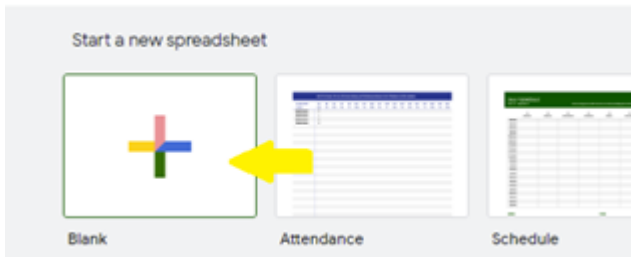 Start a new spreadsheet
Blank
Attendance
Schedule